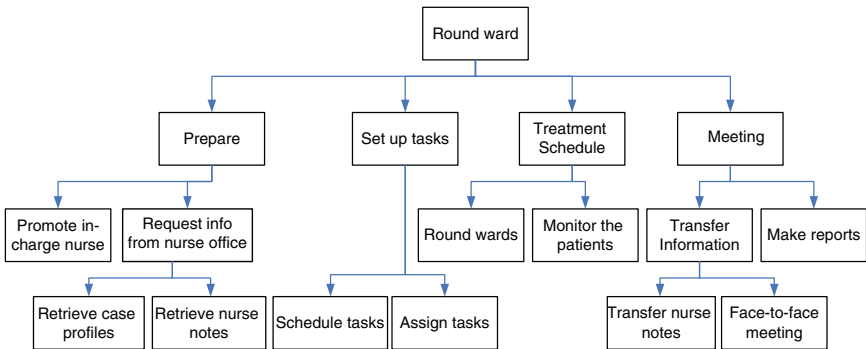 Round ward
Prepare
Set up tasks
Treatment
Schedule
Meeting
Promote in-
charge nurse
Request info
from nurse office
Round wards
Monitor the
patients
Transfer
Information
Make reports
Retrieve case
profiles
Retrieve nurse
notes
Schedule tasks
Assign tasks
Transfer nurse
notes
Face-to-face
meeting